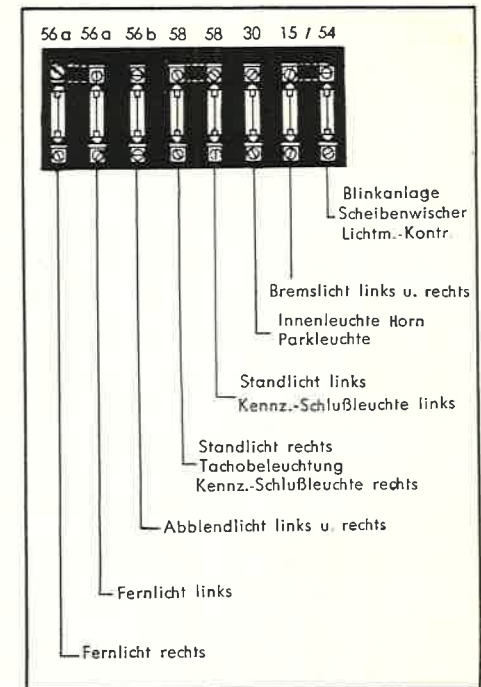 56a 56a 56b 58 58 30 15 / 54
Blinkanlage
Scheibenwischer
Lichtm.-Kontr.
Bremslicht links u. rechts
Innenleuchte Horn
Parkleuchte
Standlicht links
Kennz.-Schlußleuchte links
Standlicht rechts
Tachobeleuchtung
Kennz.-Schlußleuchte rechts
Abblendlicht links u. rechts
Fernlicht links
Fernlicht rechts